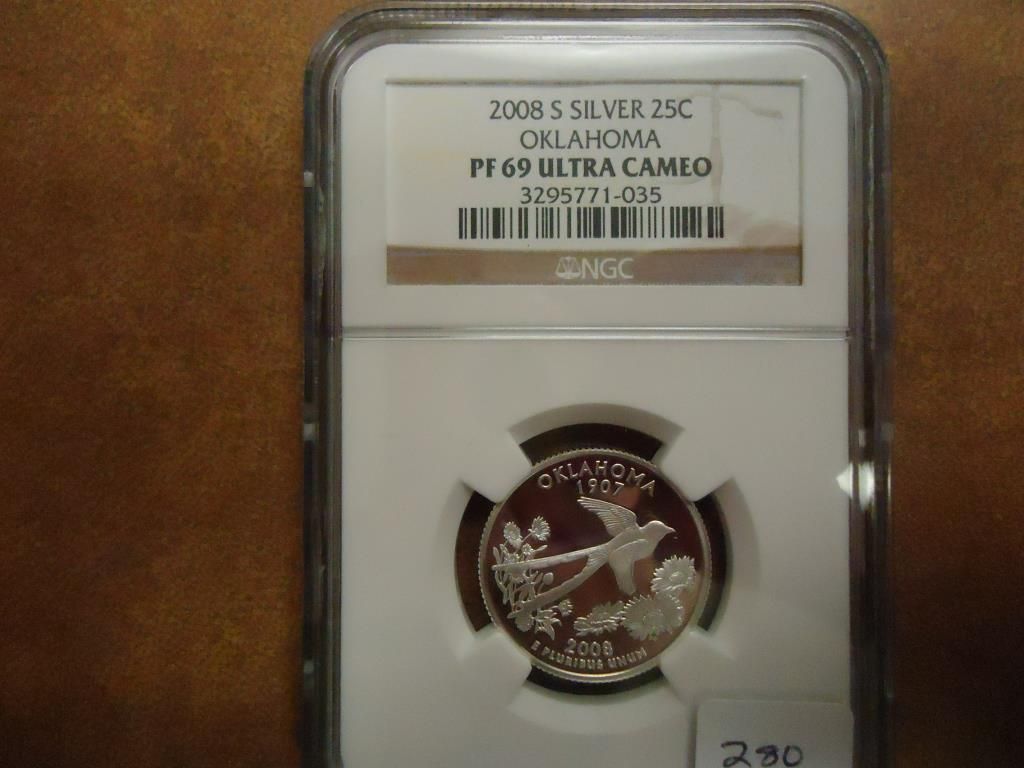 2008 S SILVER 25C
OKLAHOMA
PF 69 ULTRA CAMEO
3295771-035
NGC
OKLAHOMA
1907
2008
E PLURIBUS UNUM
280